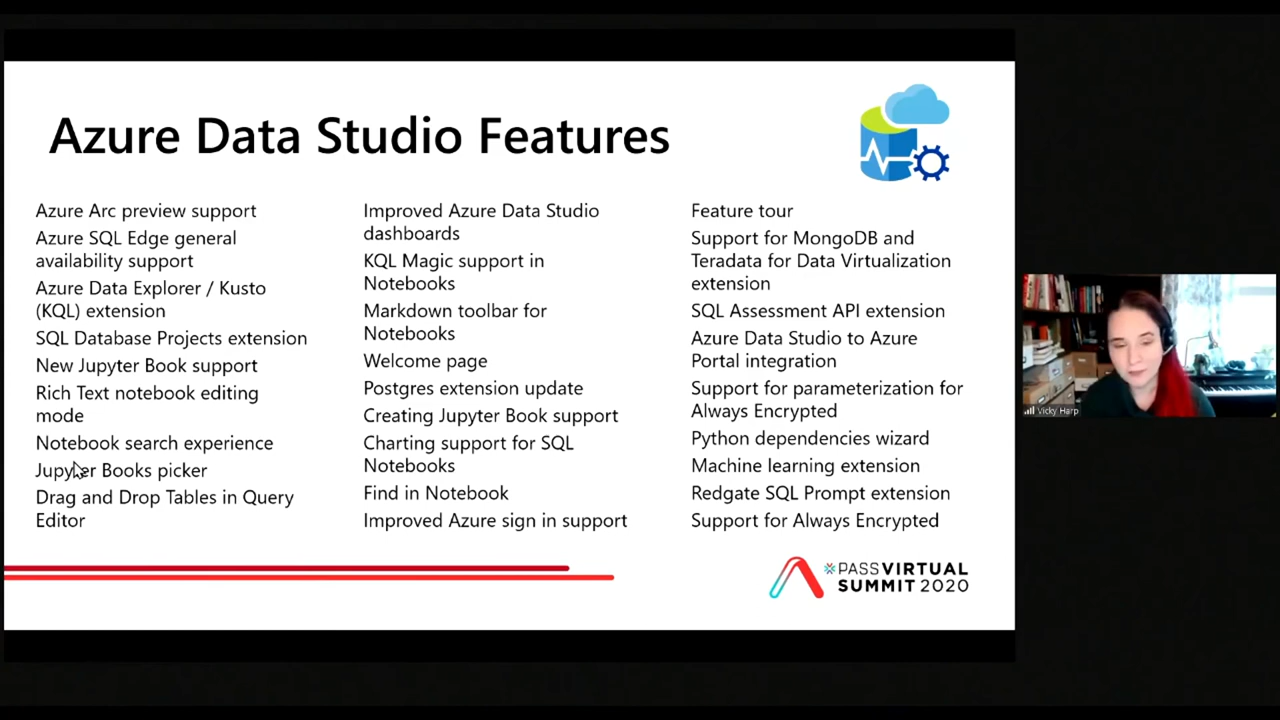 Azure Data Studio Features
Azure Arc preview support
Azure SQL Edge general
availability support
Azure Data Explorer / Kusto
(KQL) extension
SQL Database Projects extension
New Jupyter Book support
Rich Text notebook editing
mode
Notebook search experience
Jupyter Books picker
Drag and Drop Tables in Query
Editor
Improved Azure Data Studio
dashboards
KQL Magic support in
Notebooks
Markdown toolbar for
Notebooks
Welcome page
Postgres extension update
Creating Jupyter Book support
Charting support for SQL
Notebooks
Find in Notebook
Improved Azure sign in support
Feature tour
Support for MongoDB and
Teradata for Data Virtualization
extension
SQL Assessment API extension
Azure Data Studio to Azure
Portal integration
Support for parameterization for
Always Encrypted
Python dependencies wizard
Machine learning extension
Redgate SQL Prompt extension
Support for Always Encrypted
PASS VIRTUAL
SUMMIT 2020
Vicky Harp